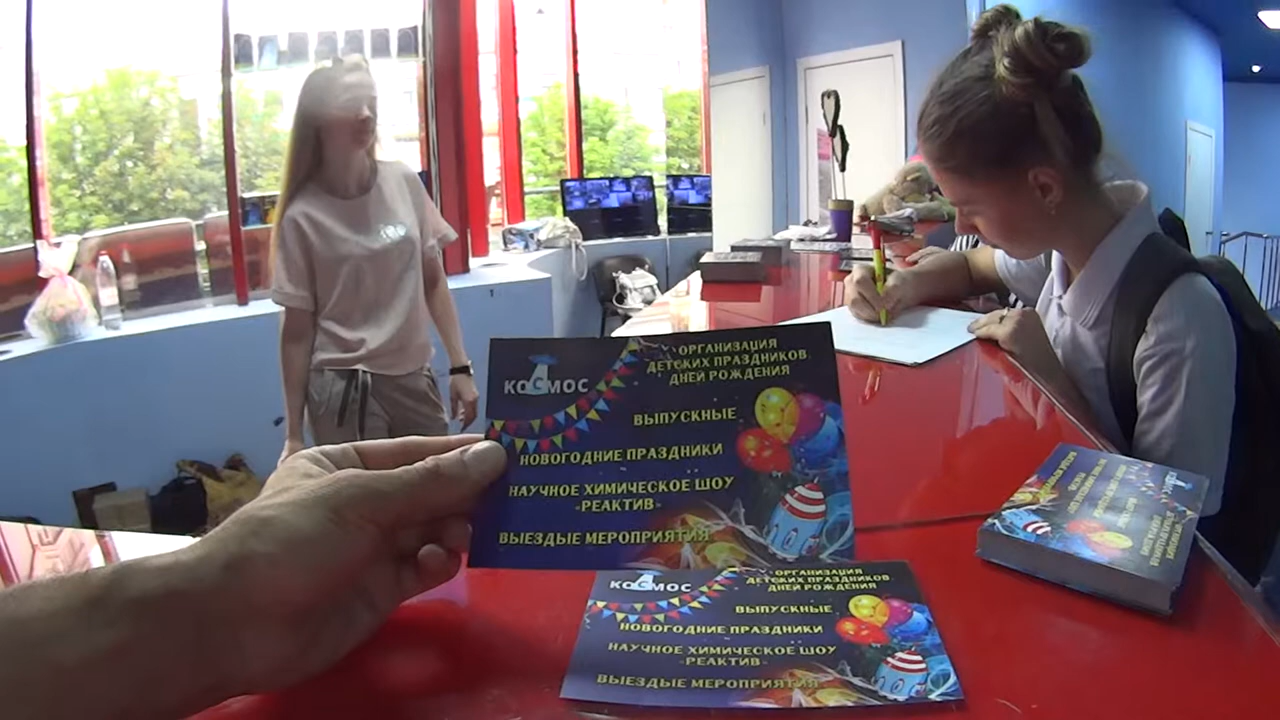 КОСМОС
ОРГАНИЗАЦИЯ
ДЕТСКИХ ПРАЗДНИКОВ
ДНЕЙ РОЖДЕНИЯ
ВЫПУСКНЫЕ
НОВОГОДНИЕ ПРАЗДНИКИ
НАУЧНОЕ ХИМИЧЕСКОЕ ШОУ
«РЕАКТИВ»
ВЫЕЗДЫЕ МЕРОПРИЯТИЯ
КОСМОС
ОРГАНИЗАЦИЯ
ДЕТСКИХ ПРАЗДНИКОВ
ДНЕЙ РОЖДЕНИЯ
ВЫПУСКНЫЕ
НОВОГОДНИЕ ПРАЗДНИКИ
НАУЧНОЕ ХИМИЧЕСКОЕ ШОУ
«РЕАКТИВ»
ВЫЕЗДЫЕ МЕРОПРИЯТИЯ